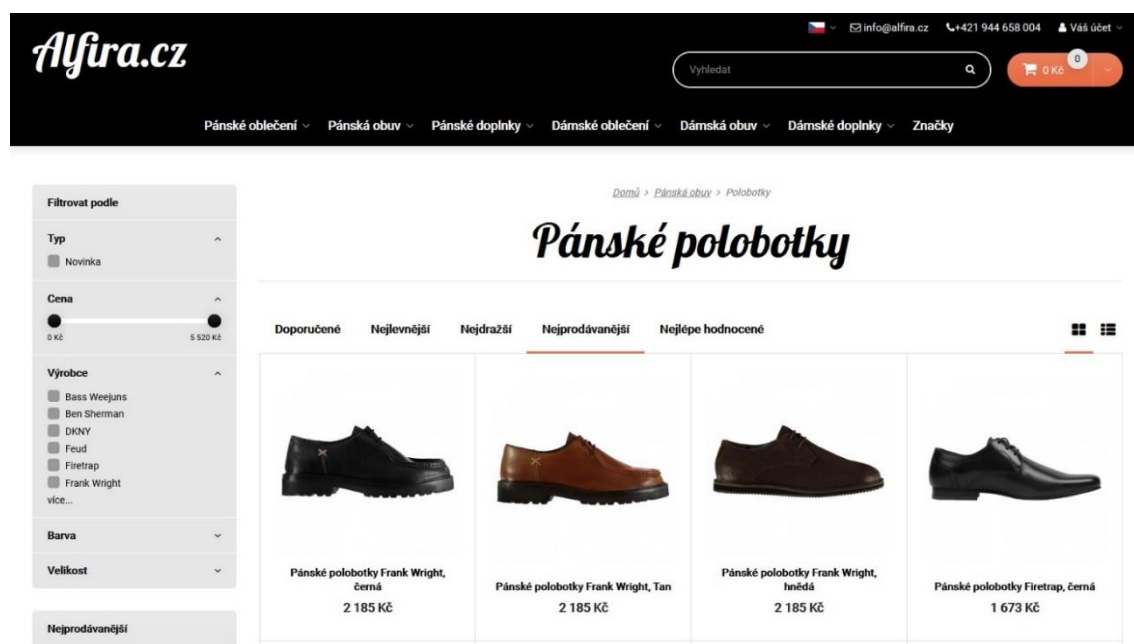 Alfira.cz
info@alfira.cz +421 944 658 004 Váš účet
Vyhledat
0 Kč 0
Pánské oblečení Pánská obuv Pánské doplnky Dámské oblečení Dámská obuv Dámské doplnky Značky
Domů > Pánská obuv > Polobotky
Pánské polobotky
Filtrovat podle
Typ
Novinka
Cena
0 Kč 5 520 Kč
Výrobce
Bass Weejuns
Ben Sherman
DKNY
Feud
Firetrap
Frank Wright
více...
Barva
Velikost
Nejprodávanější
Doporučené Nejlevnější Nejdražší Nejprodávanější Nejlépe hodnocené
Pánské polobotky Frank Wright,
černá
2 185 Kč
Pánské polobotky Frank Wright, Tan
2 185 Kč
Pánské polobotky Frank Wright,
hnědá
2 185 Kč
Pánské polobotky Firetrap, černá
1 673 Kč